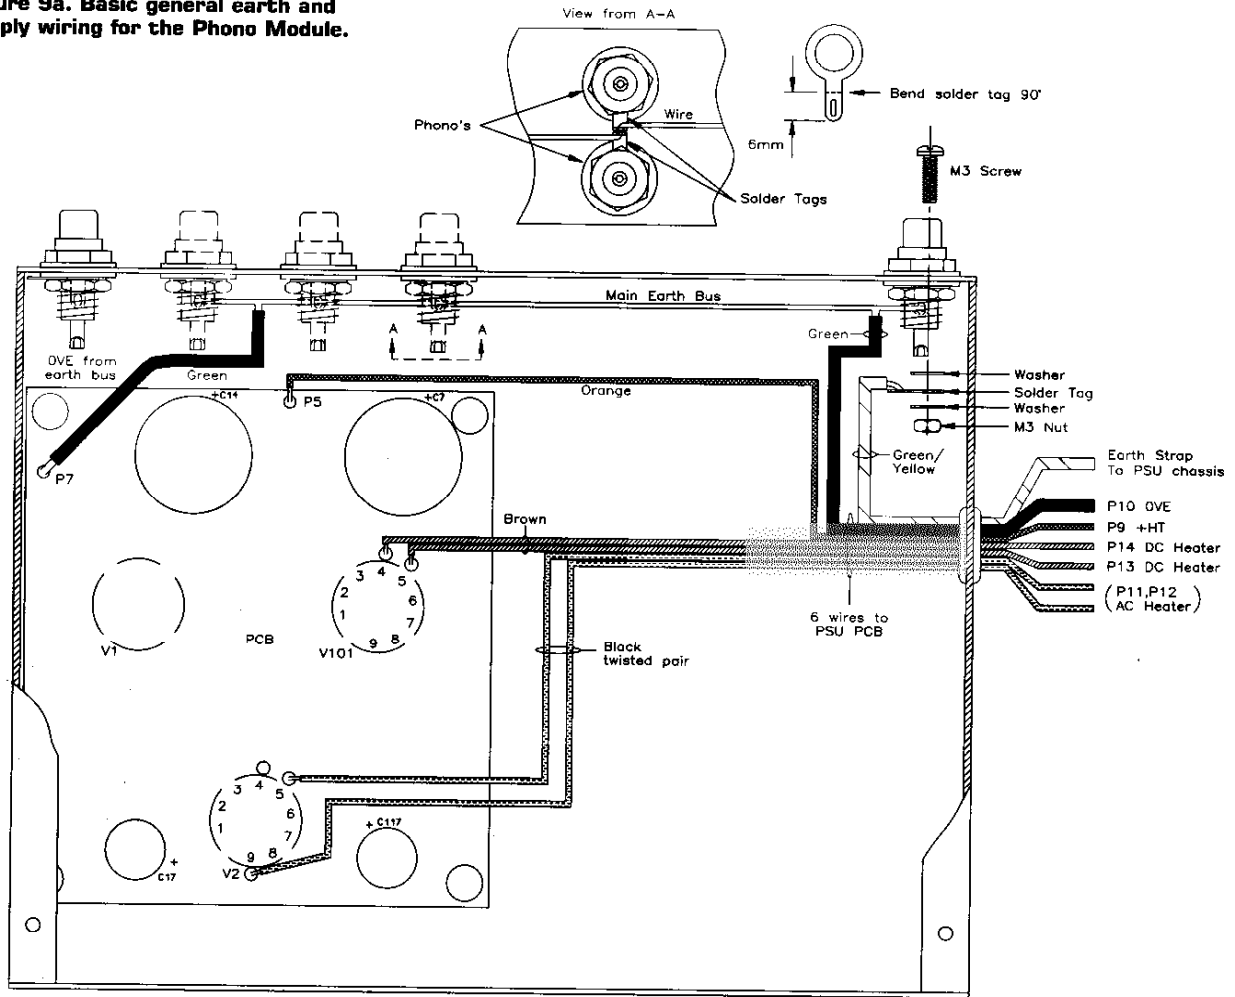 ure 9a. Basic general earth and
ply wiring for the Phono Module.
View from A-A
Phono's
Wire
Solder Tags
Bend solder tag 90°
6mm
M3 Screw
Main Earth Bus
A A
Green
0VE from
earth bus
Green
Orange
P5
+C14
+C7
P7
Washer
Solder Tag
Washer
M3 Nut
Green/
Yellow
Earth Strap
To PSU chassis
P10 0VE
P9 +HT
P14 DC Heater
P13 DC Heater
(P11,P12
AC Heater)
Brown
6 wires to
PSU PCB
1 2 3 4 5 6 7 8 9
V101
V1
PCB
Black
twisted pair
1 2 3 4 5 6 7 8 9
V2
+
C17
+ C117